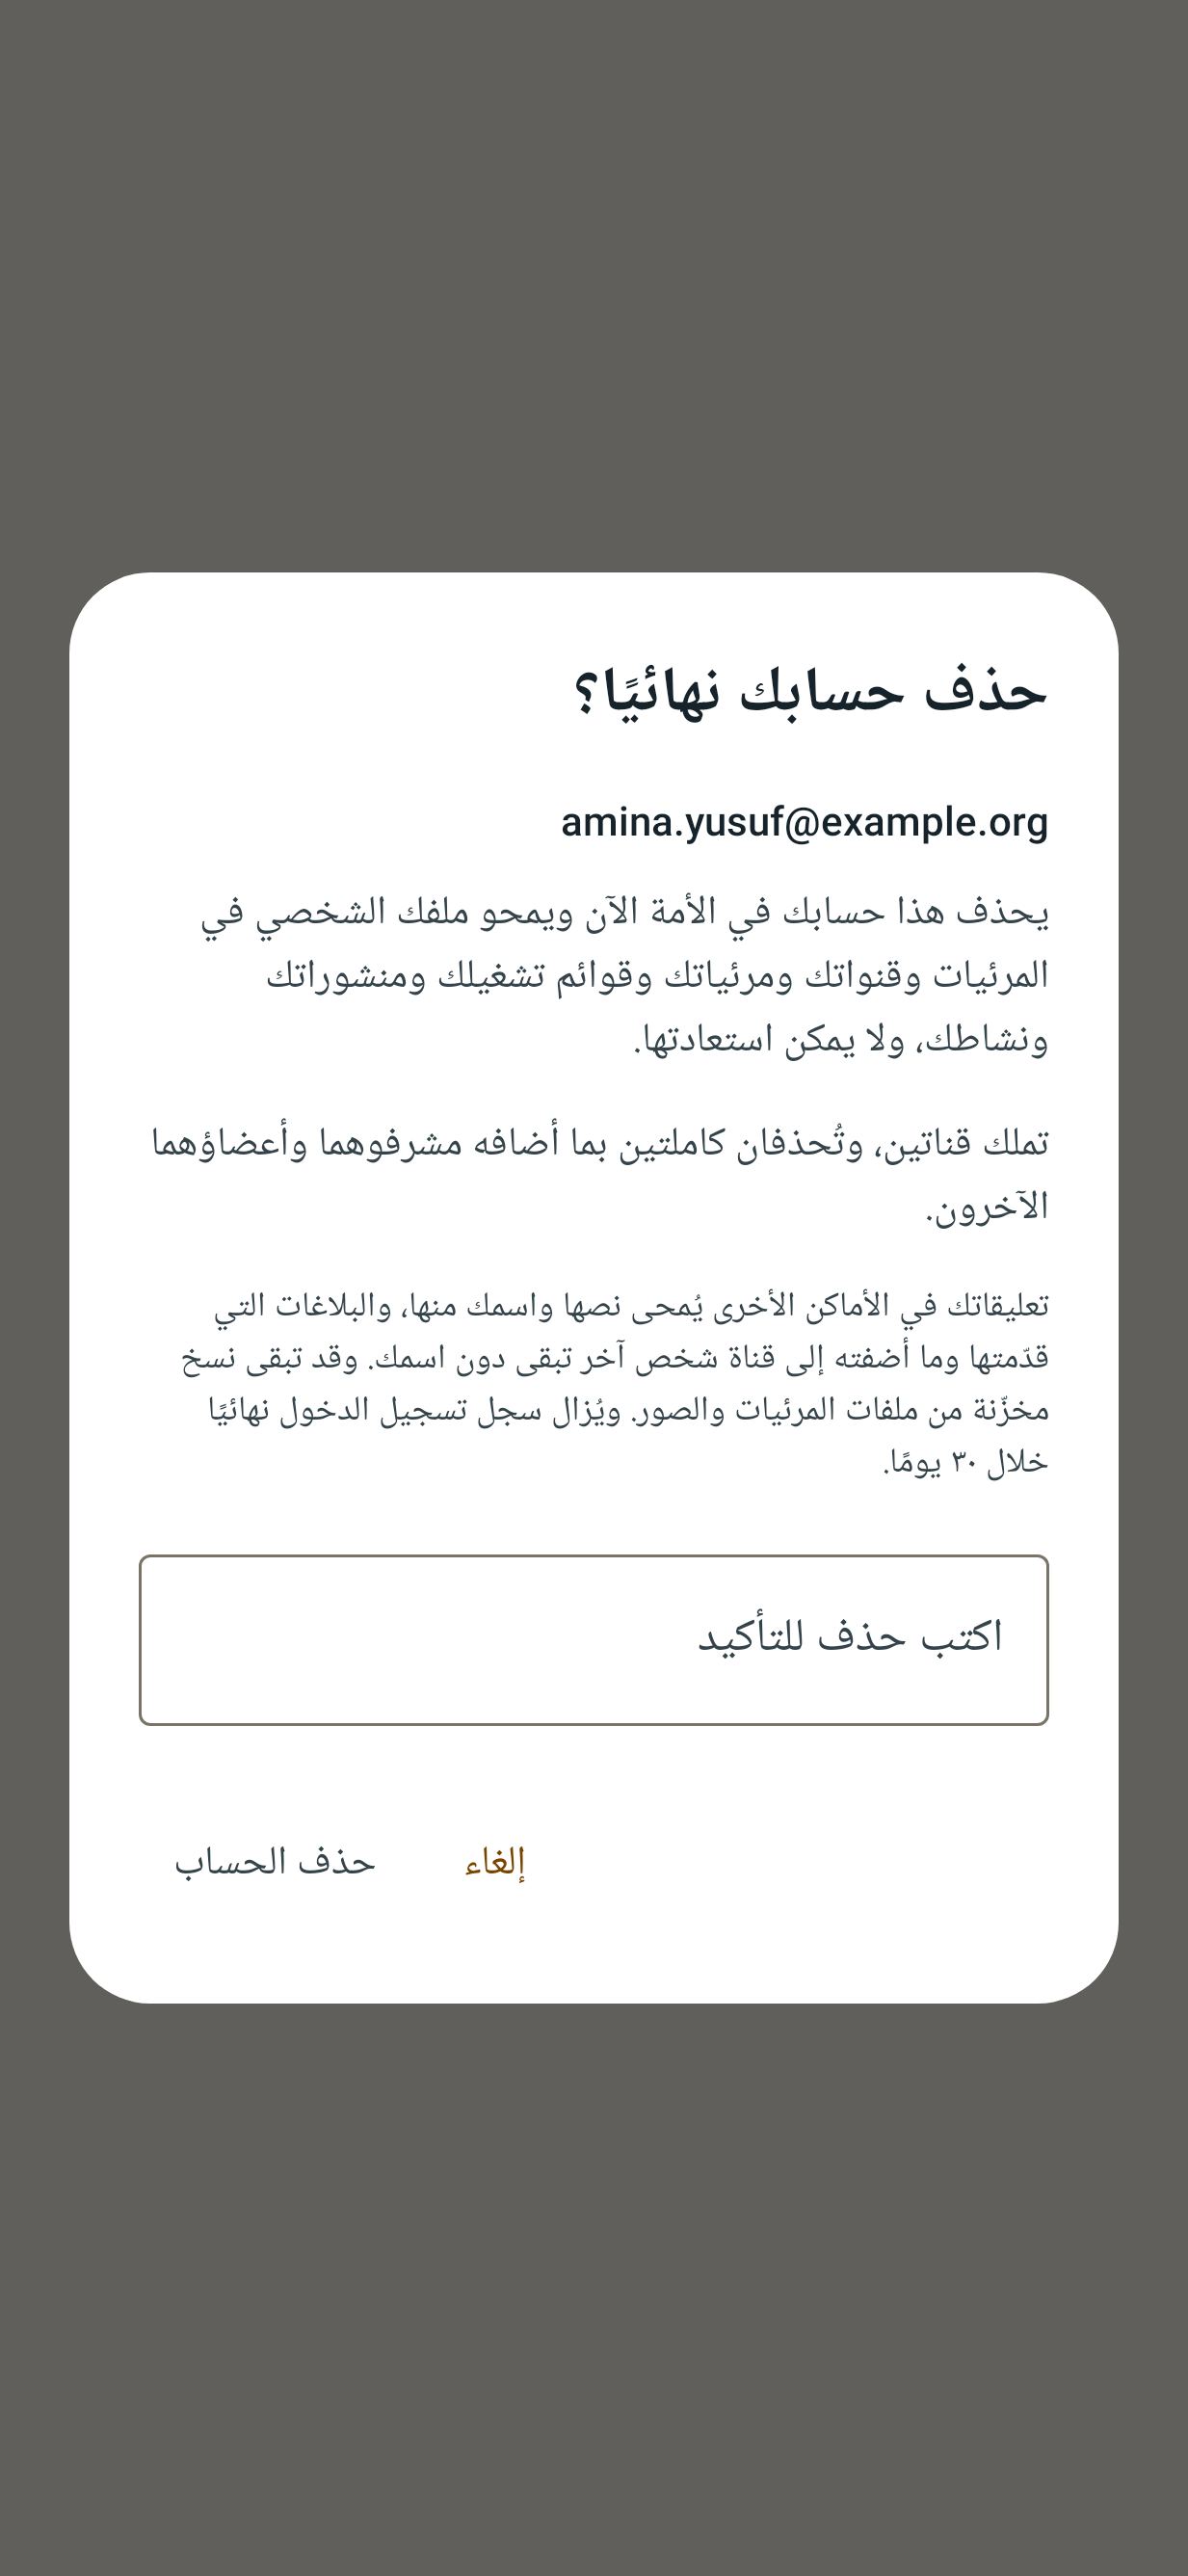 حذف حسابك نهائيًا؟
amina.yusuf@example.org
يحذف هذا حسابك في الأمة الآن ويمحو ملفك الشخصي في
المرئيات وقنواتك ومرئياتك وقوائم تشغيلك ومنشوراتك
ونشاطك، ولا يمكن استعادتها.
تملك قناتين، وتُحذفان كاملتين بما أضافه مشرفوهما وأعضاؤهما
الآخرون.
تعليقاتك في الأماكن الأخرى يُمحى نصها واسمك منها، والبلاغات التي
قدّمتها وما أضفته إلى قناة شخص آخر تبقى دون اسمك. وقد تبقى نسخ
مخزّنة من ملفات المرئيات والصور. ويُزال سجل تسجيل الدخول نهائيًا
خلال ٣٠ يومًا.
اكتب حذف للتأكيد
إلغاء
حذف الحساب